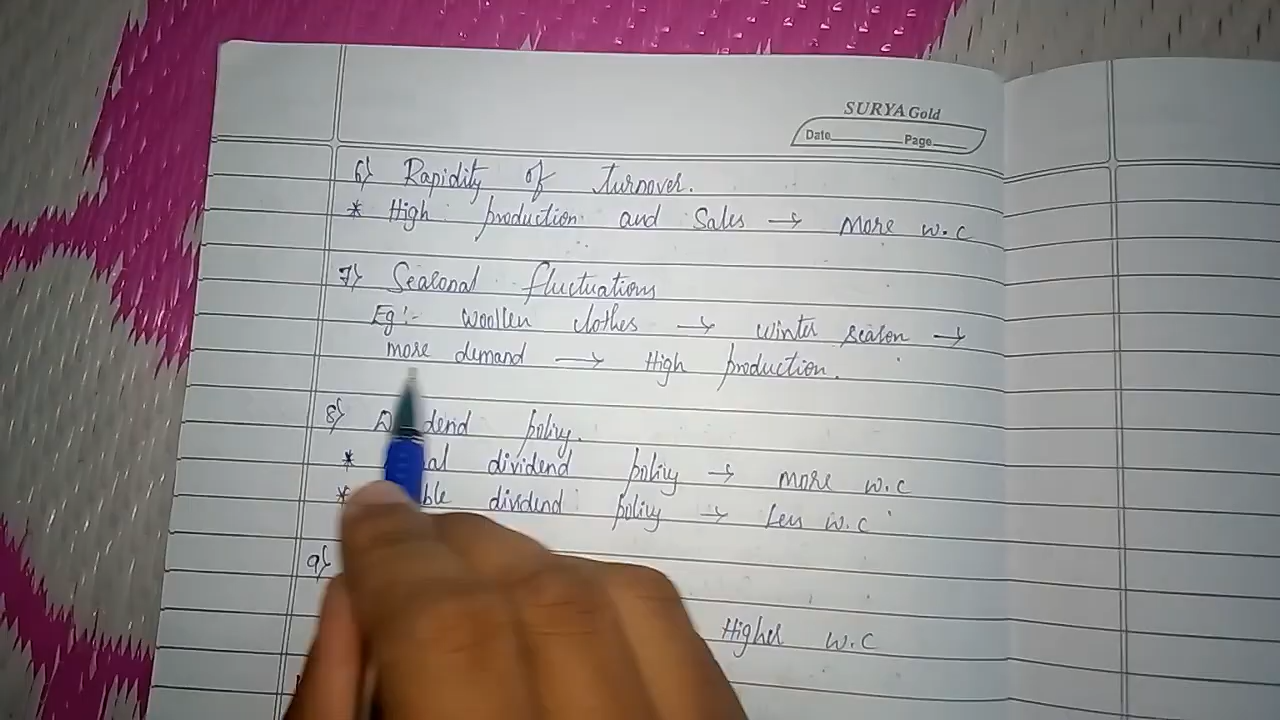 SURYA Gold
Date Page
6) Rapidity of turnover.
* High production and Sales → More w.c
7) Seasonal fluctuations
Eg:- woollen clothes → winter season →
more demand → High production.
8) policy.
* dividend policy → more w.c
* dividend policy → Less w.c
9)
Higher w.c